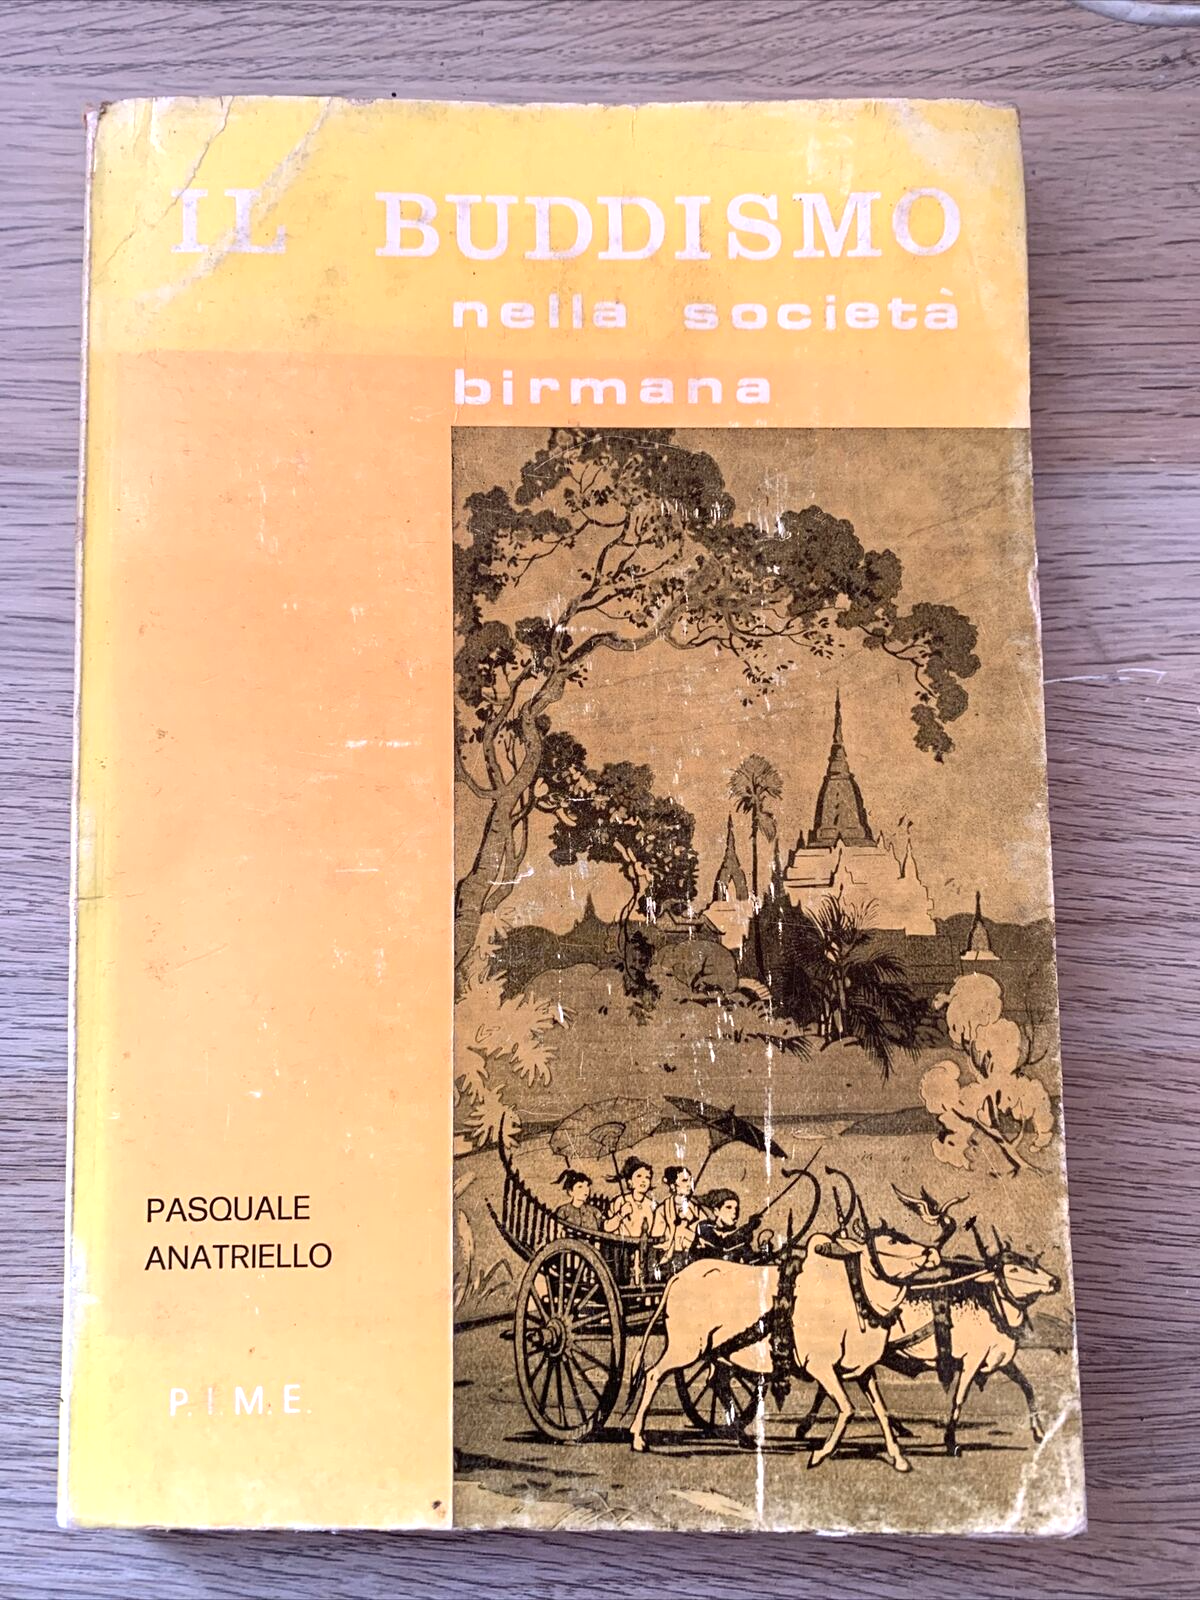 IL BUDDISMO
nella società
birmana
PASQUALE
ANATRIELLO
P.I.M.E.